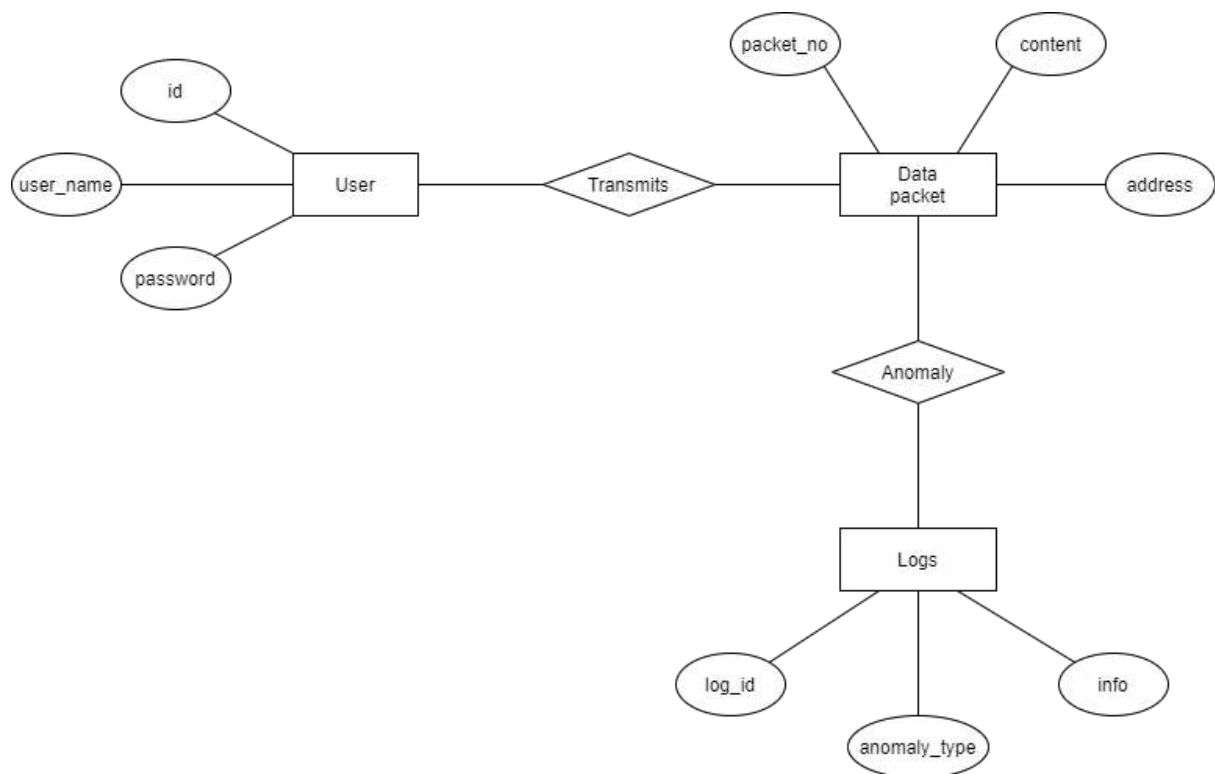 packet_no
content
id
user_name
User
Transmits
Data
packet
address
password
Anomaly
Logs
log_id
info
anomaly_type